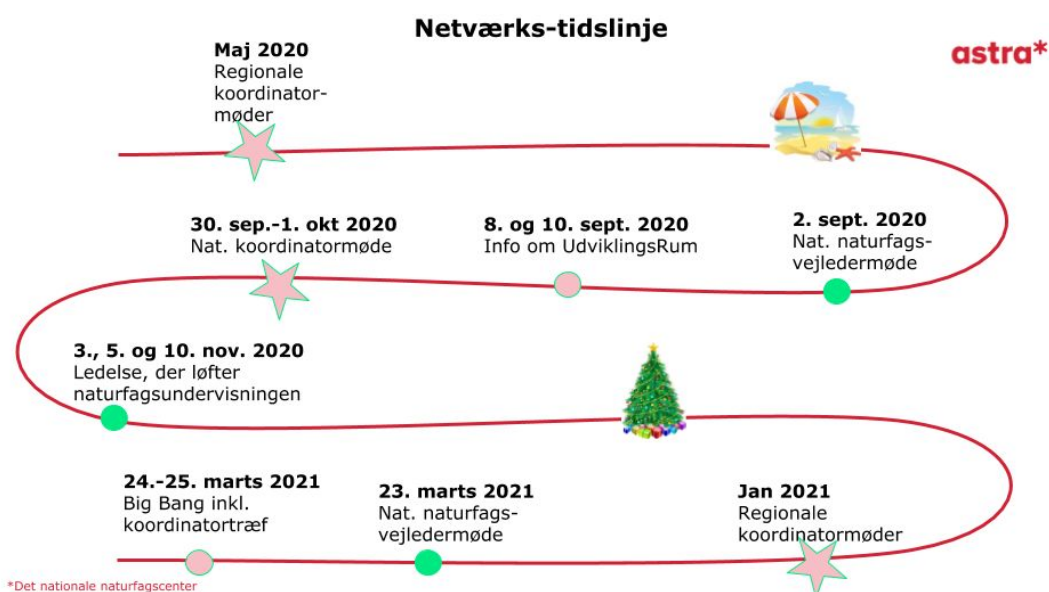 Netværks-tidslinje
astra*
Maj 2020
Regionale
koordinator-
møder
30. sep.-1. okt 2020
Nat. koordinatormøde
8. og 10. sept. 2020
Info om UdviklingsRum
2. sept. 2020
Nat. naturfags-
vejledermøde
3., 5. og 10. nov. 2020
Ledelse, der løfter
naturfagsundervisningen
24.-25. marts 2021
Big Bang inkl.
koordinatortræf
23. marts 2021
Nat. naturfags-
vejledermøde
Jan 2021
Regionale
koordinatormøder
*Det nationale naturfagscenter